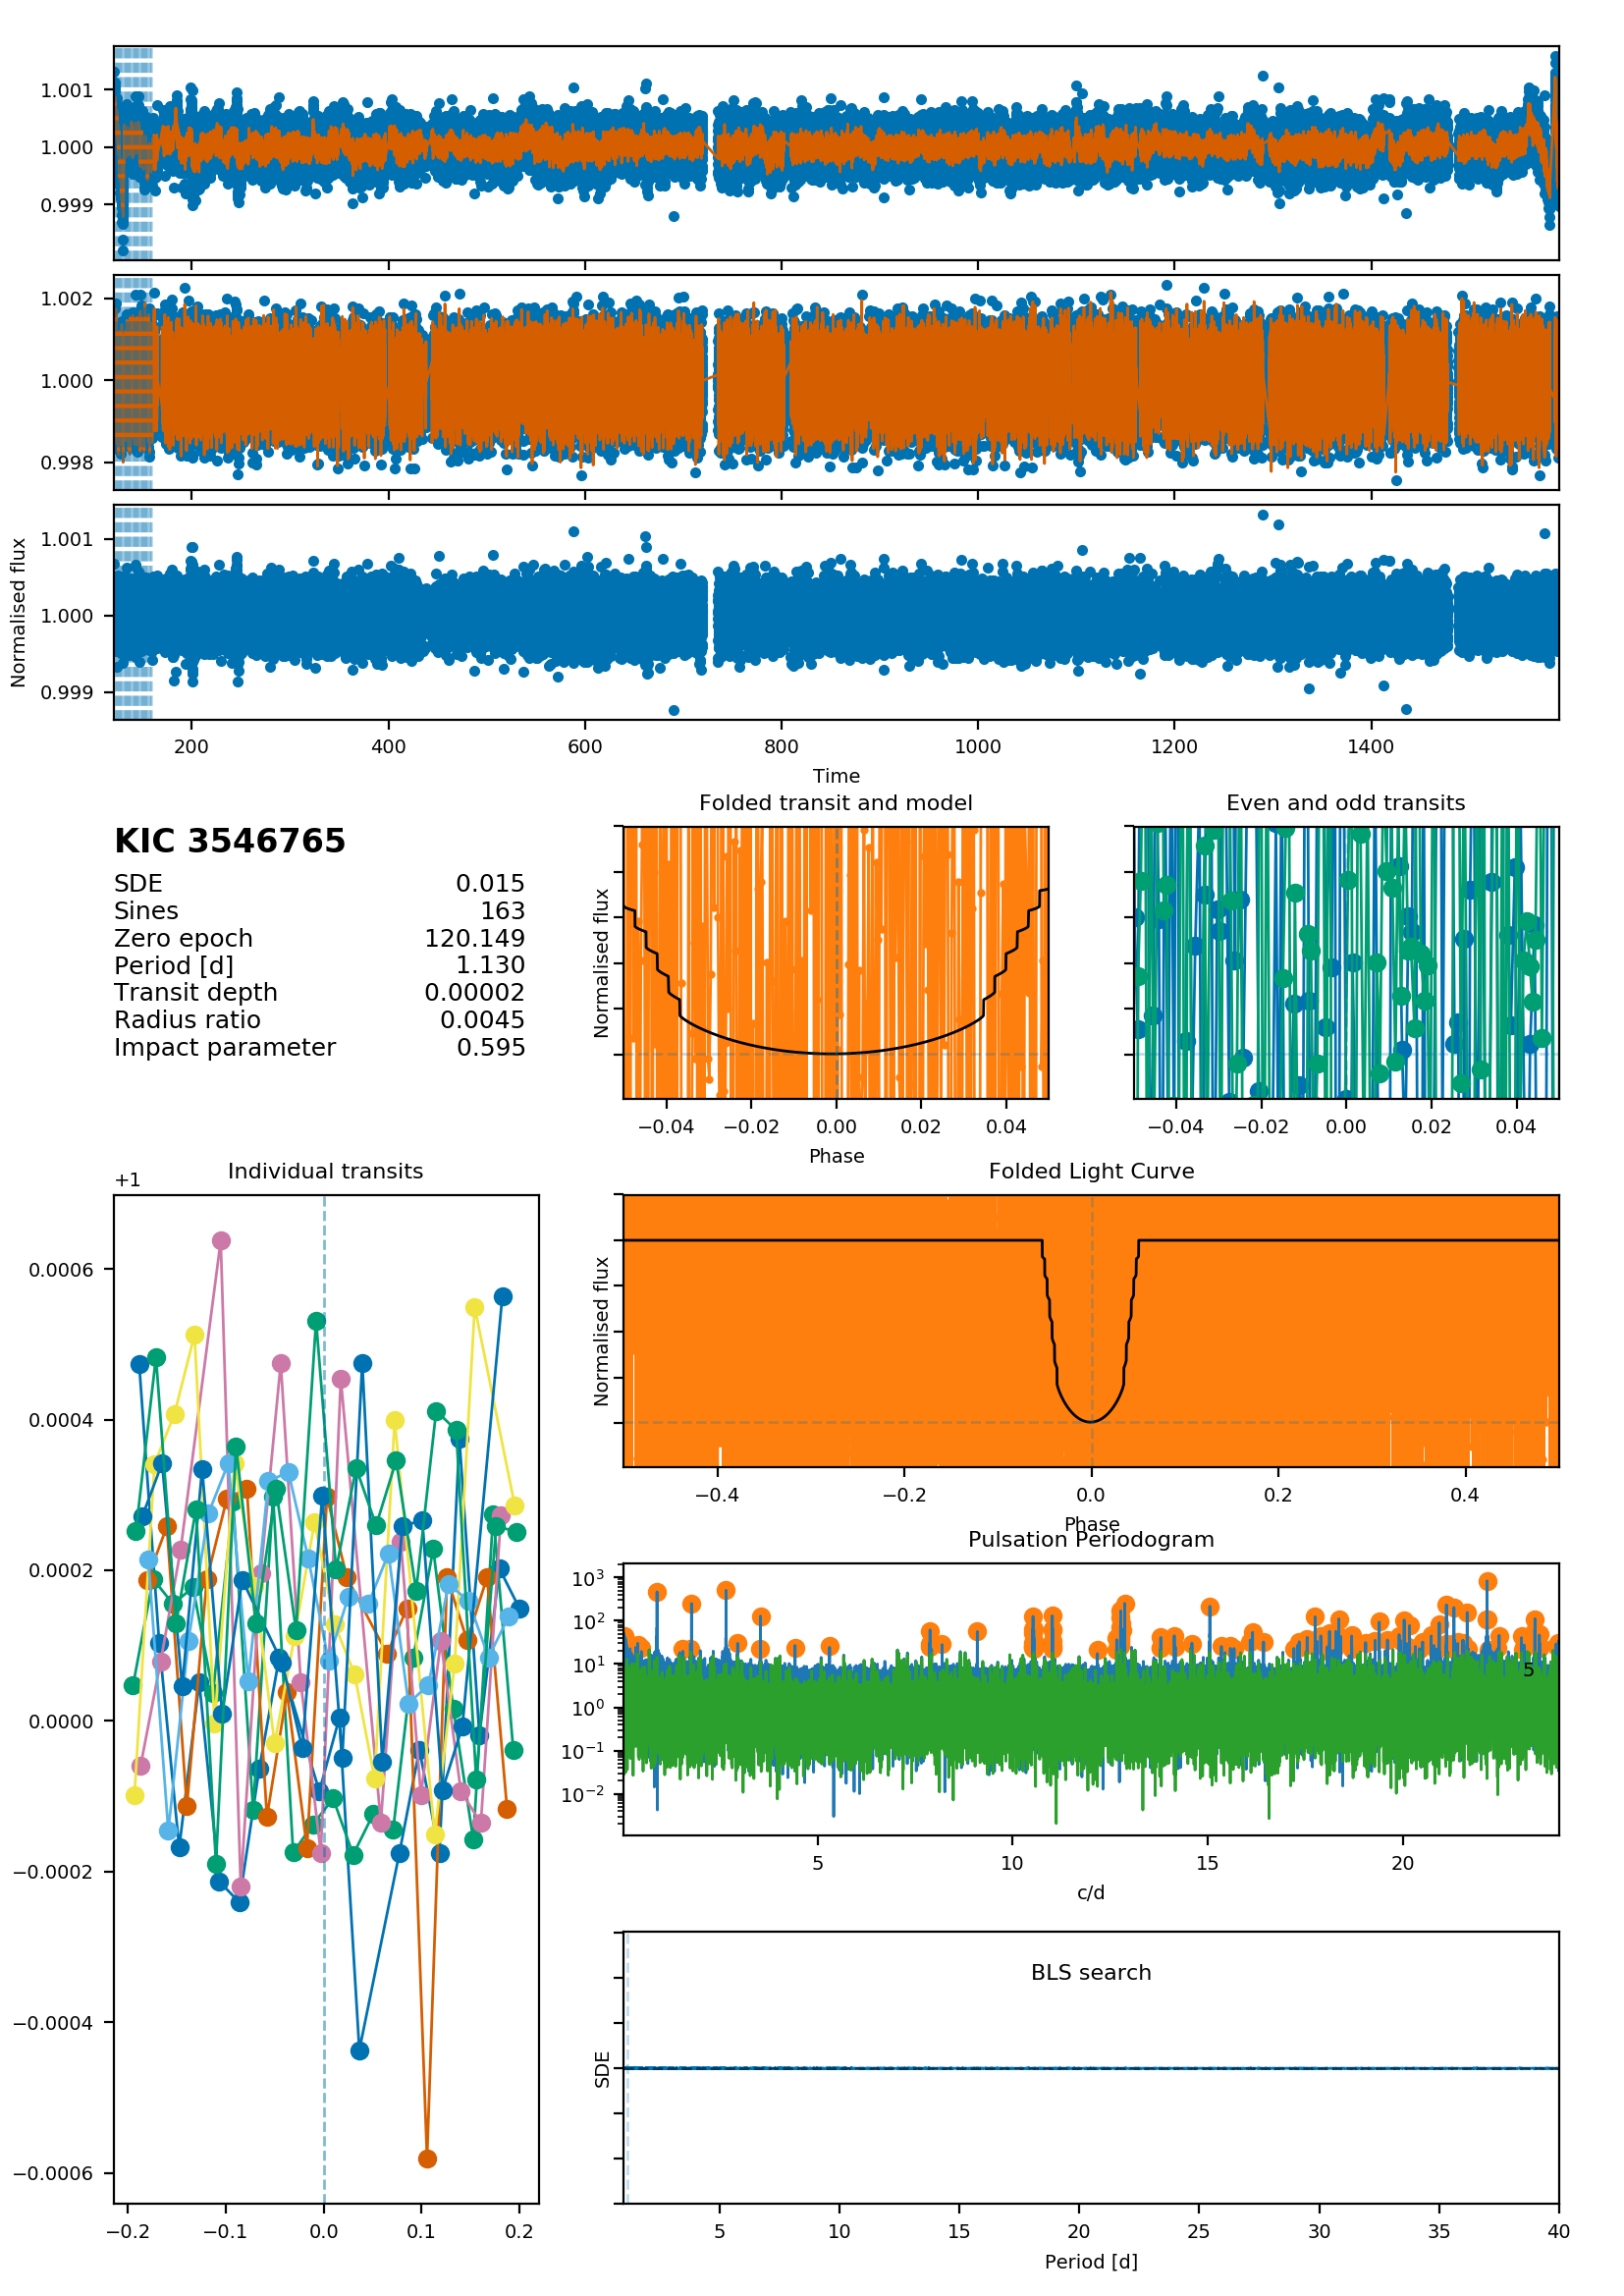 1.001
1.000
0.999
1.002
1.000
0.998
1.001
1.000
0.999
Normalised flux
200 400 600 800 1000 1200 1400
Time
KIC 3546765
SDE 0.015
Sines 163
Zero epoch 120.149
Period [d] 1.130
Transit depth 0.00002
Radius ratio 0.0045
Impact parameter 0.595
Folded transit and model
Normalised flux
−0.04 −0.02 0.00 0.02 0.04
Phase
Even and odd transits
−0.04 −0.02 0.00 0.02 0.04
Individual transits
+1
0.0006
0.0004
0.0002
0.0000
−0.0002
−0.0004
−0.0006
−0.2 −0.1 0.0 0.1 0.2
Folded Light Curve
Normalised flux
−0.4 −0.2 0.0 0.2 0.4
Phase
Pulsation Periodogram
10³
10²
10¹
10⁰
10⁻¹
10⁻²
5
5 10 15 20
c/d
BLS search
SDE
5 10 15 20 25 30 35 40
Period [d]